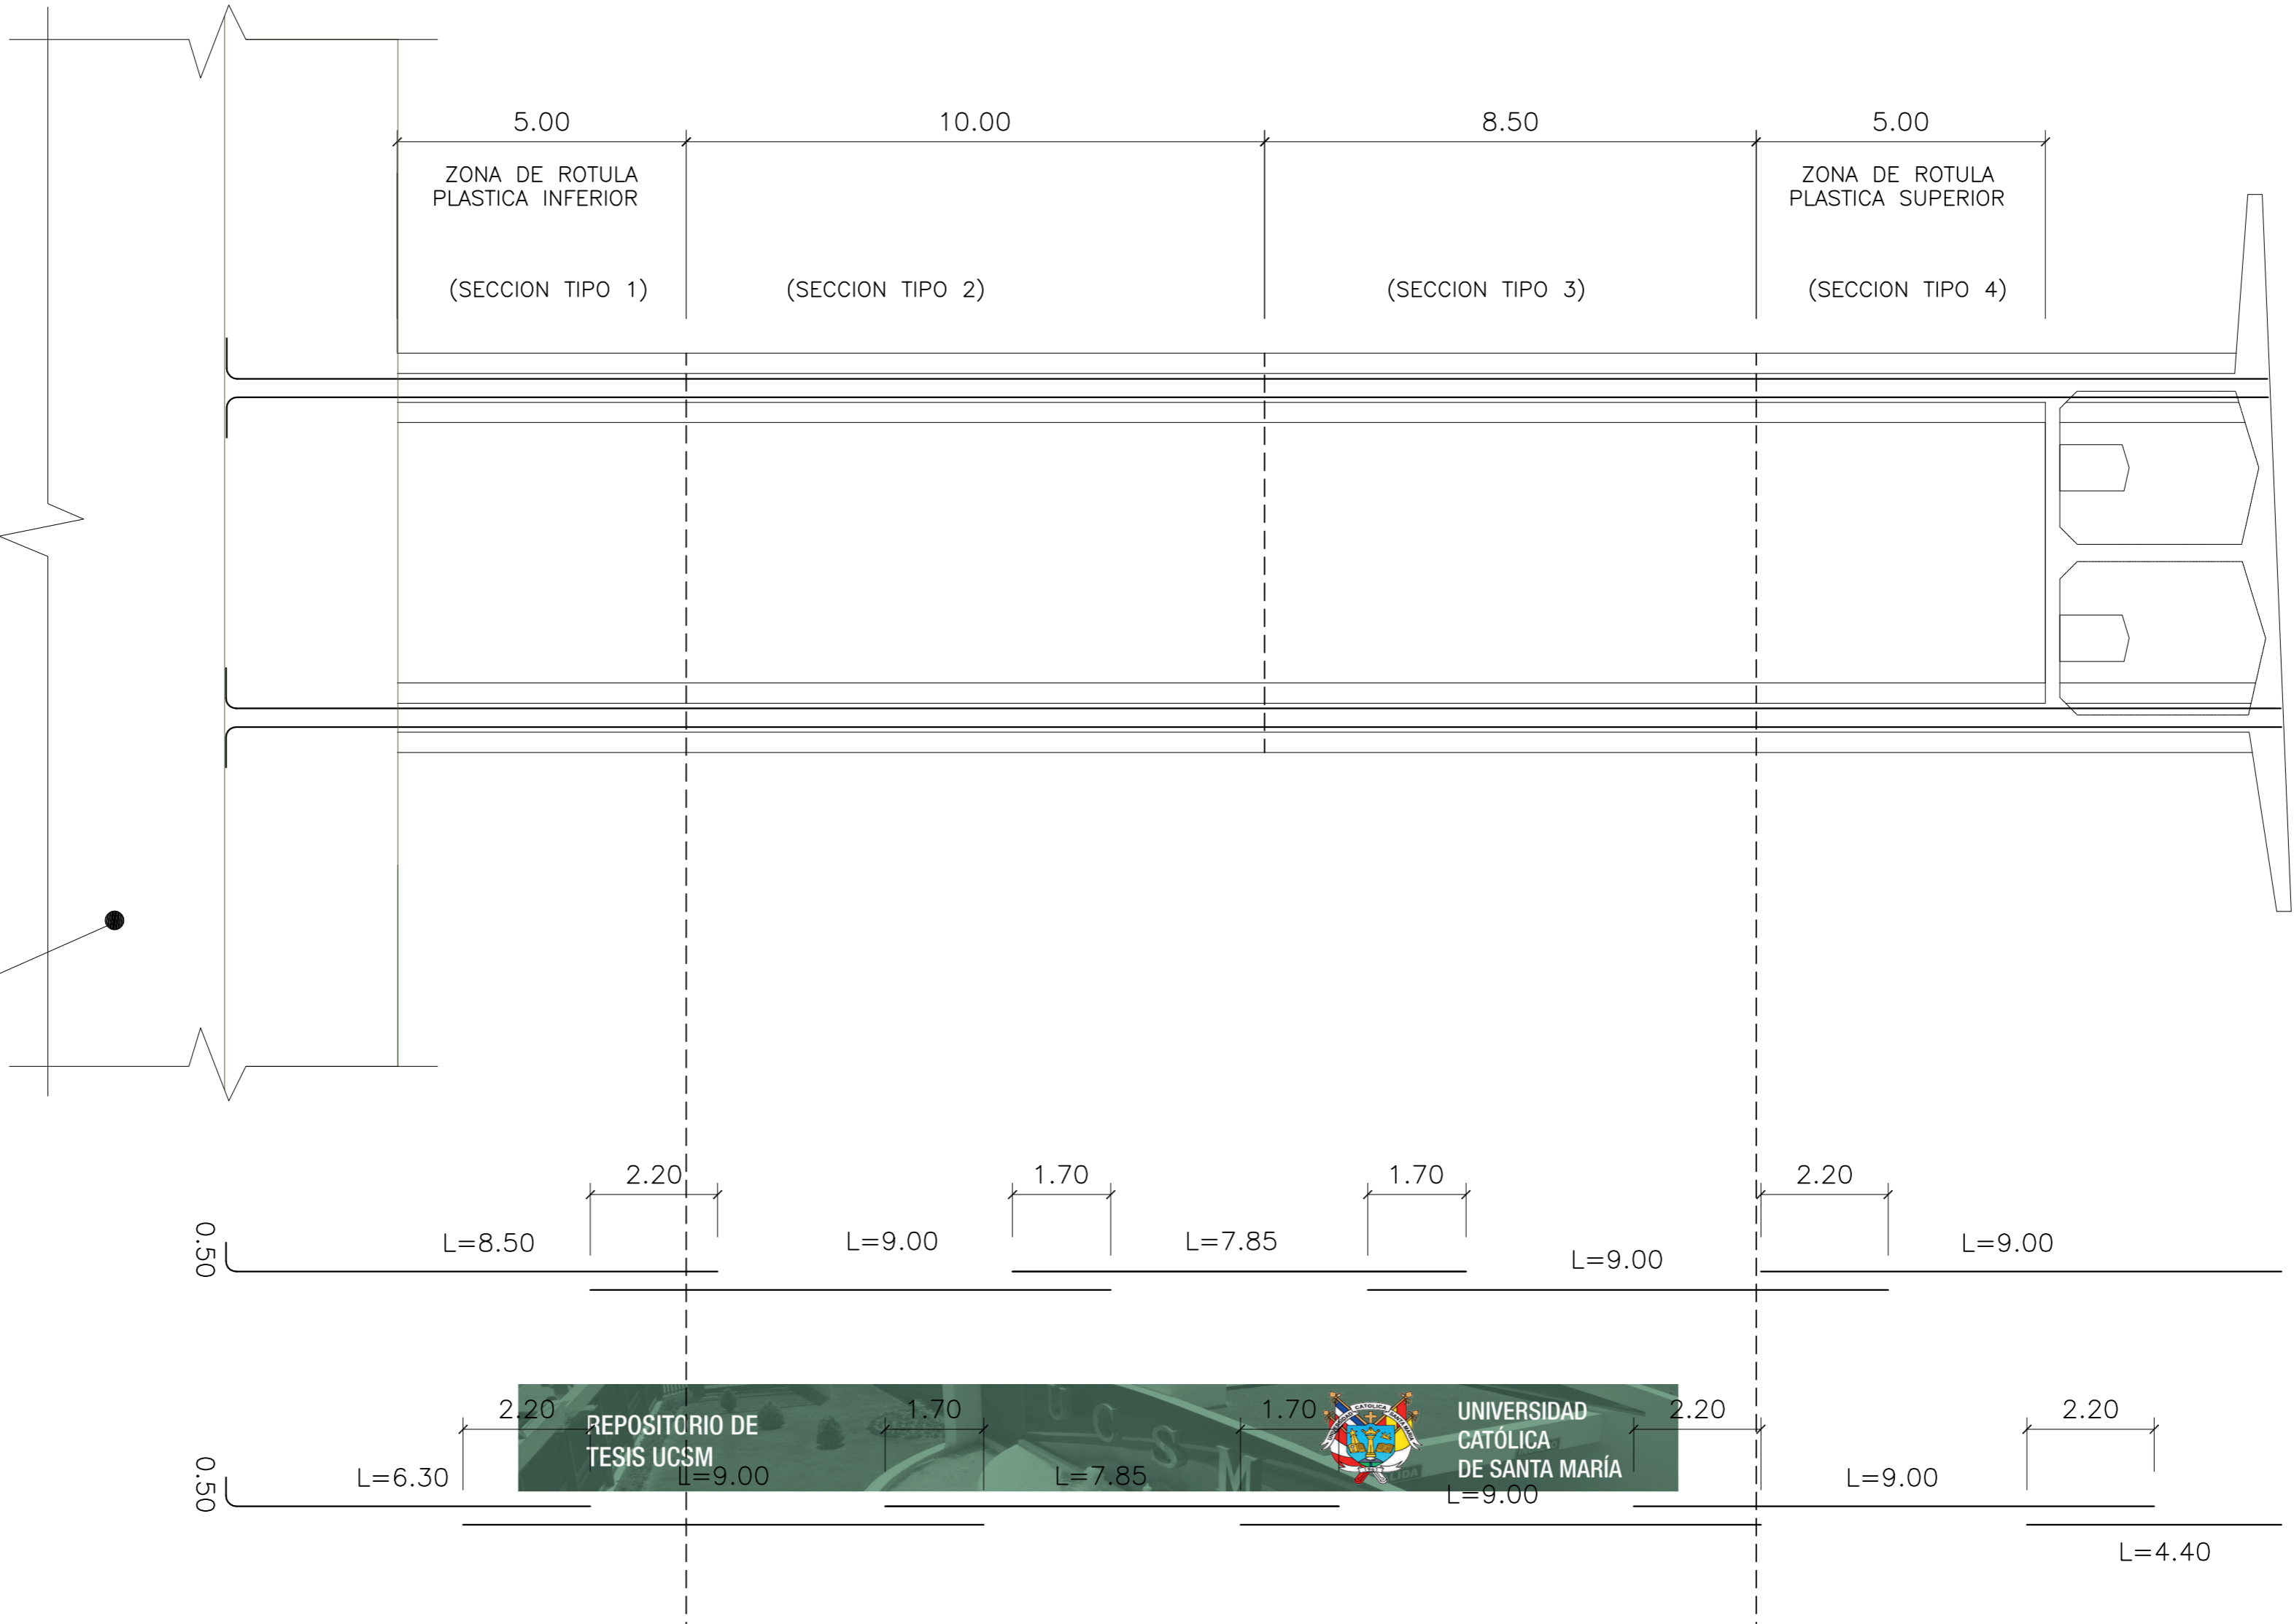 5.00
10.00
8.50
5.00
ZONA DE ROTULA
PLASTICA INFERIOR
ZONA DE ROTULA
PLASTICA SUPERIOR
(SECCION TIPO 1)
(SECCION TIPO 2)
(SECCION TIPO 3)
(SECCION TIPO 4)
2.20
1.70
1.70
2.20
0.50
L=8.50
L=9.00
L=7.85
L=9.00
L=9.00
2.20
1.70
1.70
2.20
2.20
REPOSITORIO DE
TESIS UCSM
UCSM
UNIVERSIDAD
CATÓLICA
DE SANTA MARÍA
0.50
L=6.30
L=9.00
L=7.85
L=9.00
L=9.00
L=4.40